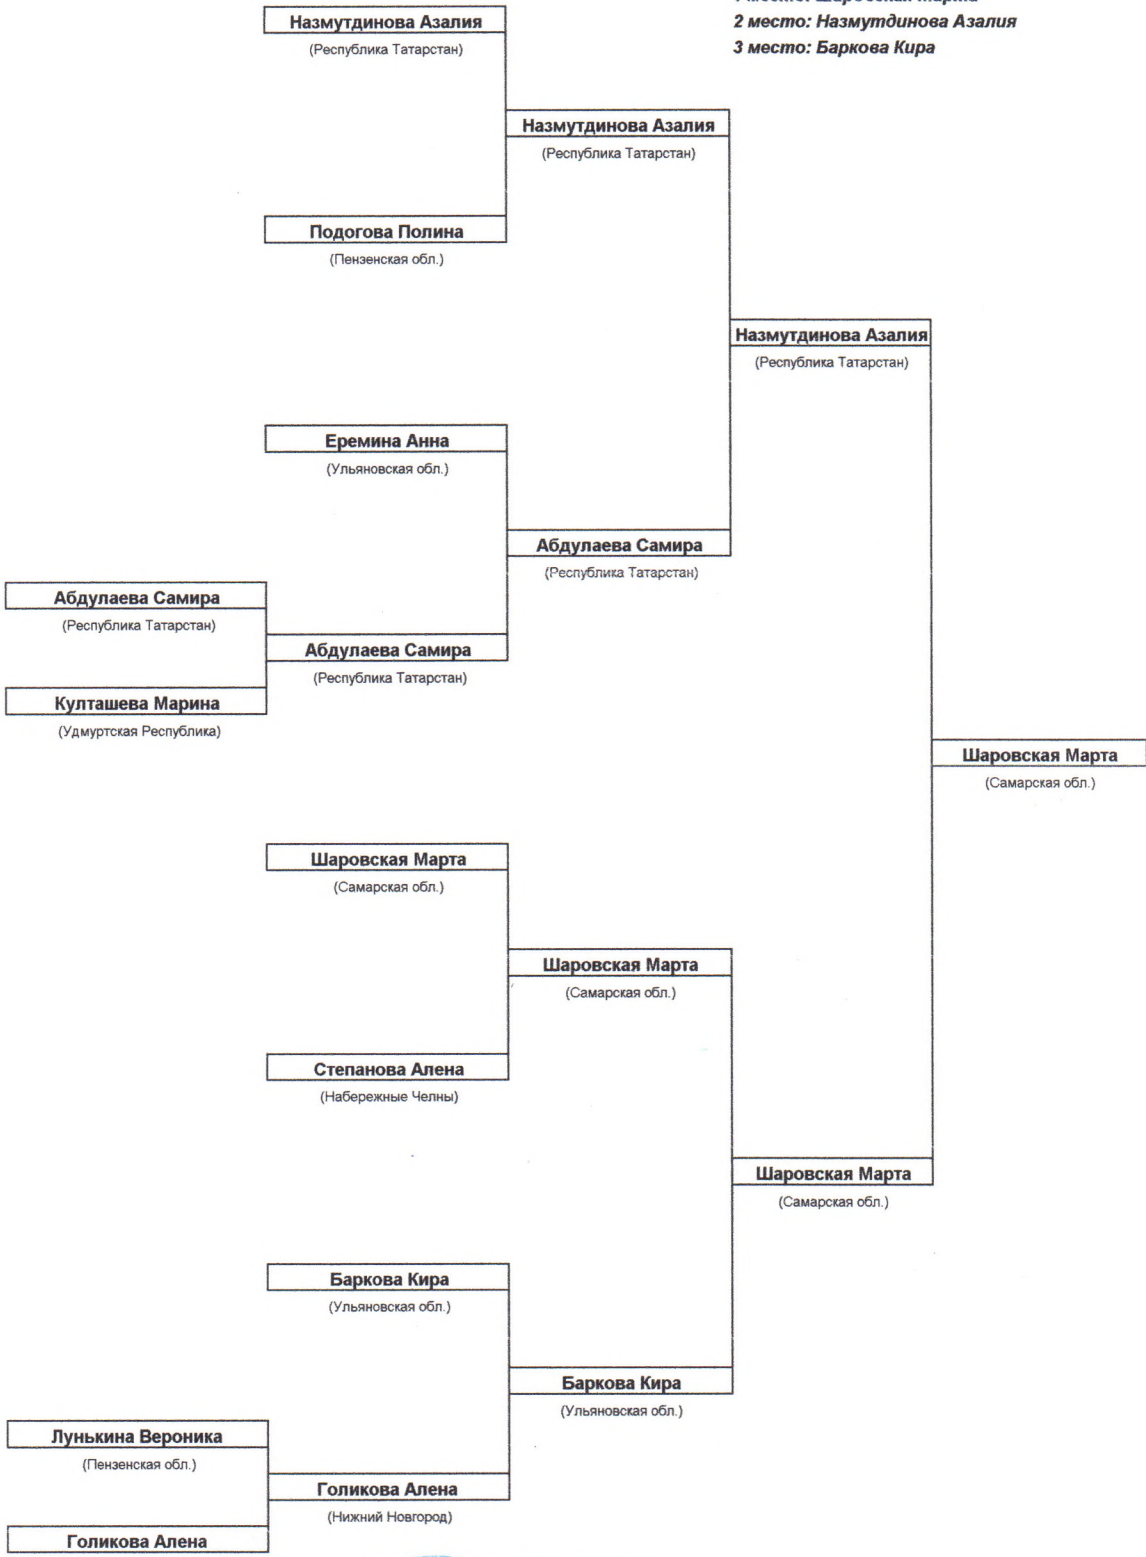 1 место: Шаровская Марта
Назмутдинова Азалия
2 место: Назмутдинова Азалия
(Республика Татарстан)
3 место: Баркова Кира
Назмутдинова Азалия
(Республика Татарстан)
Подогова Полина
(Пензенская обл.)
Назмутдинова Азалия
(Республика Татарстан)
Еремина Анна
(Ульяновская обл.)
Абдулаева Самира
(Республика Татарстан)
Абдулаева Самира
(Республика Татарстан)
Абдулаева Самира
(Республика Татарстан)
Култашева Марина
(Удмуртская Республика)
Шаровская Марта
(Самарская обл.)
Шаровская Марта
(Самарская обл.)
Шаровская Марта
(Самарская обл.)
Степанова Алена
(Набережные Челны)
Шаровская Марта
(Самарская обл.)
Баркова Кира
(Ульяновская обл.)
Баркова Кира
(Ульяновская обл.)
Лунькина Вероника
(Пензенская обл.)
Голикова Алена
(Нижний Новгород)
Голикова Алена